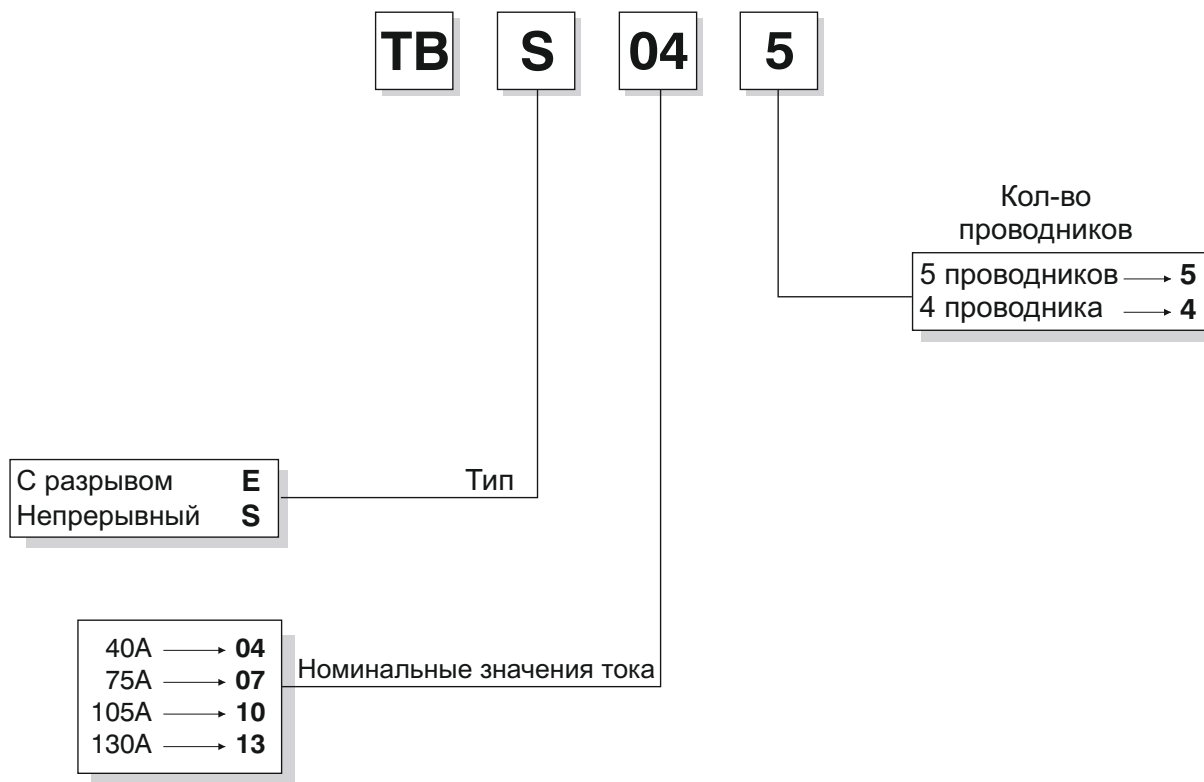 TB S 04 5
Кол-во
проводников
5 проводников → 5
4 проводника → 4
С разрывом E
Непрерывный S
Тип
40A → 04
75A → 07
105A → 10
130A → 13
Номинальные значения тока